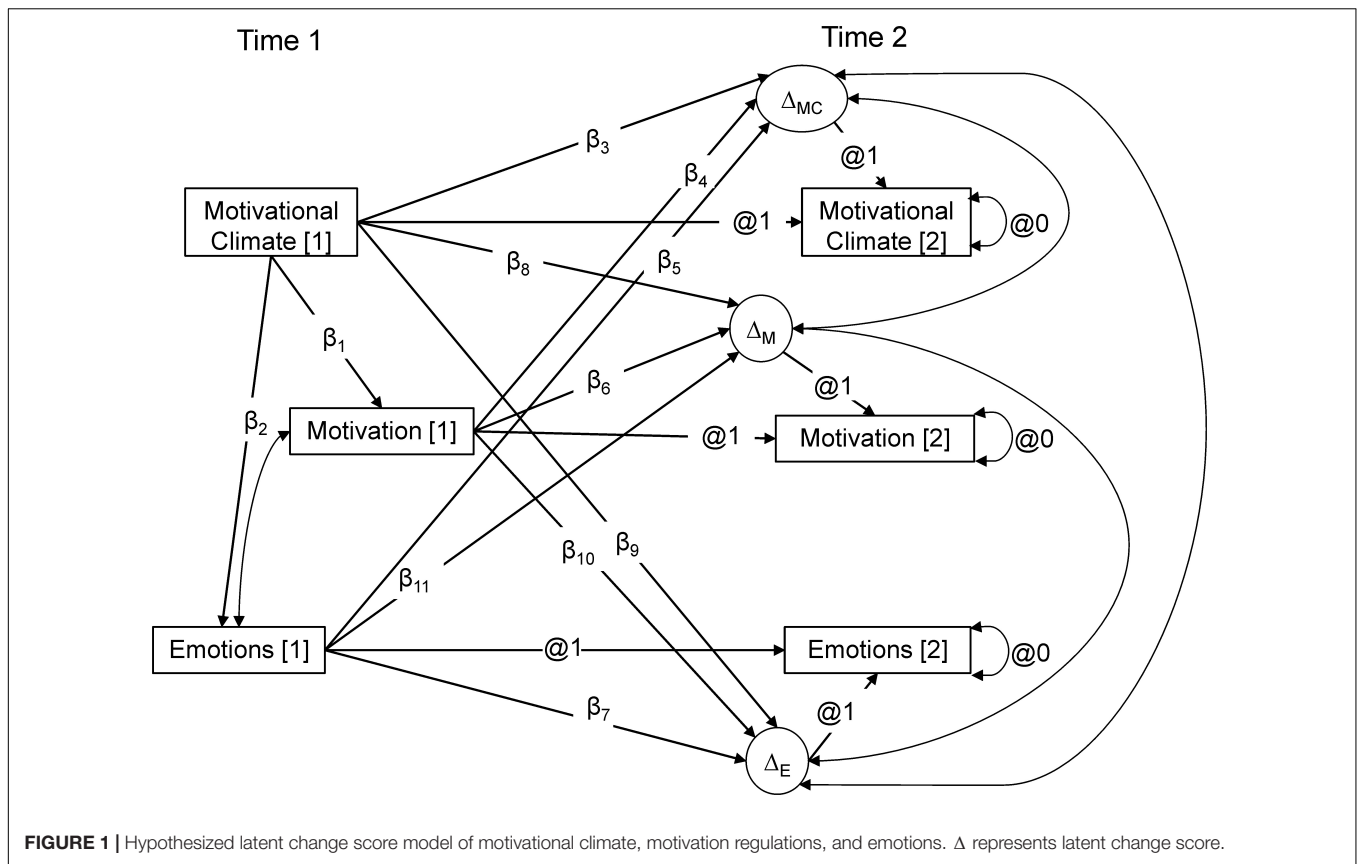 Time 1
Time 2
Δ_MC
β₃
@1
β₄
Motivational
Climate [1]
@1
Motivational
Climate [2]
@0
β₈
β₅
β₁
Δ_M
β₆
@1
β₂
Motivation [1]
@1
Motivation [2]
@0
β₁₀
β₉
β₁₁
Emotions [1]
@1
Emotions [2]
@0
β₇
@1
Δ_E
FIGURE 1 | Hypothesized latent change score model of motivational climate, motivation regulations, and emotions. Δ represents latent change score.